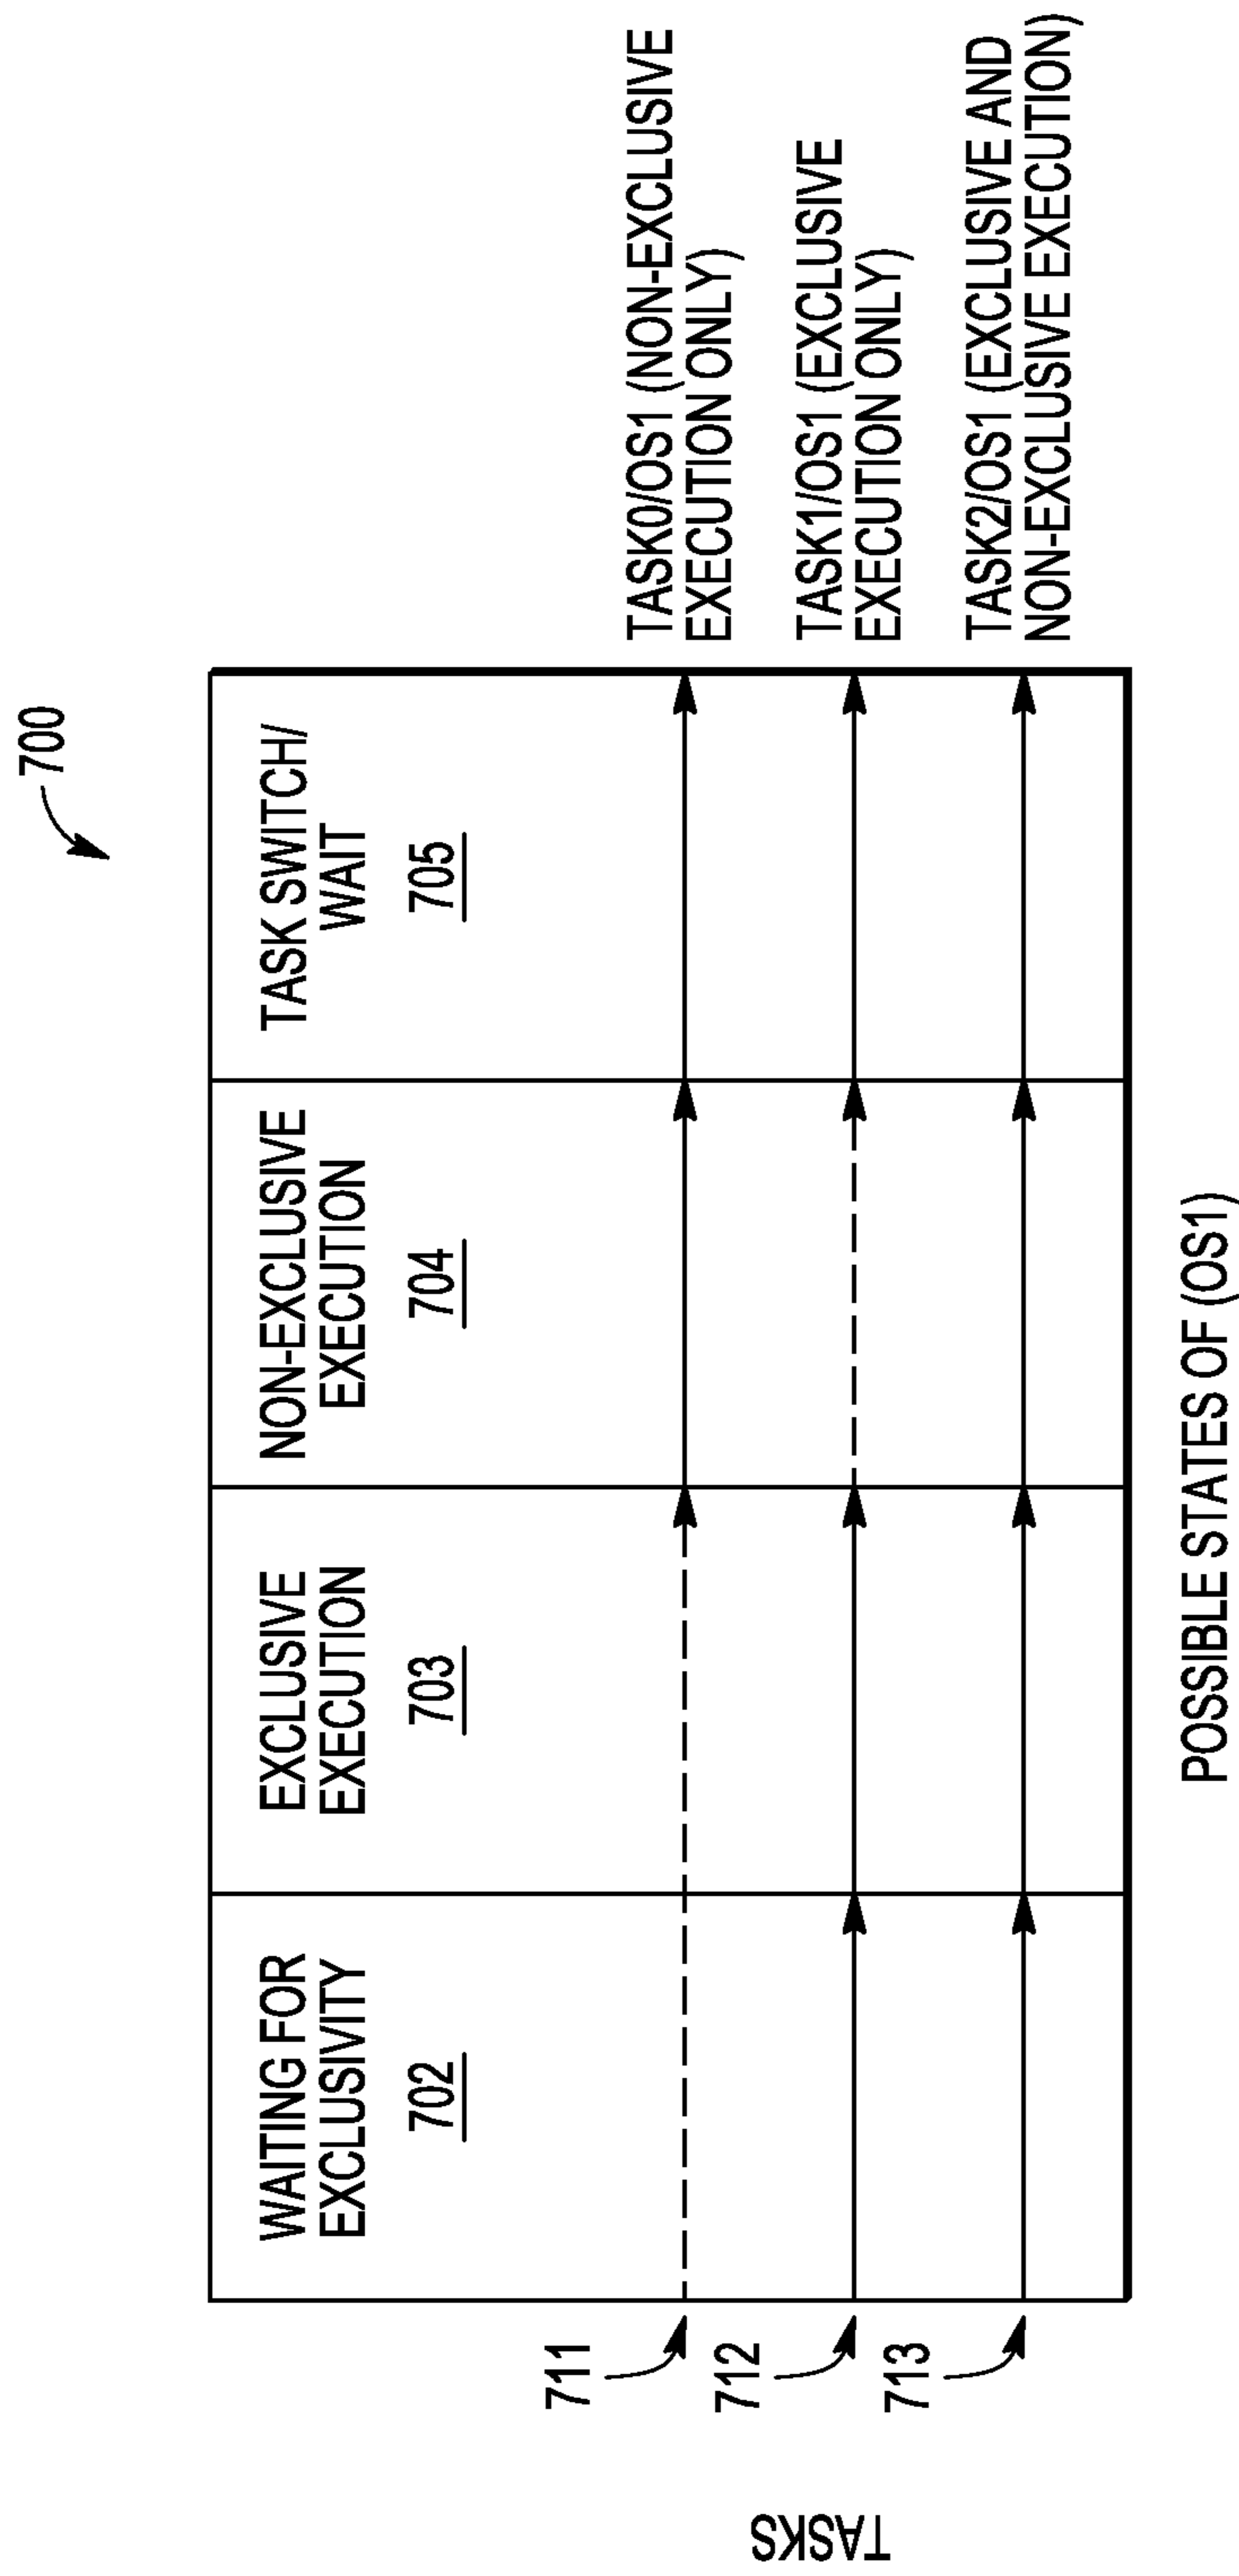 700
WAITING FOR
EXCLUSIVITY
702
EXCLUSIVE
EXECUTION
703
NON-EXCLUSIVE
EXECUTION
704
TASK SWITCH/
WAIT
705
TASKS
711
TASK0/OS1 (NON-EXCLUSIVE
EXECUTION ONLY)
712
TASK1/OS1 (EXCLUSIVE
EXECUTION ONLY)
713
TASK2/OS1 (EXCLUSIVE AND
NON-EXCLUSIVE EXECUTION)
POSSIBLE STATES OF (OS1)